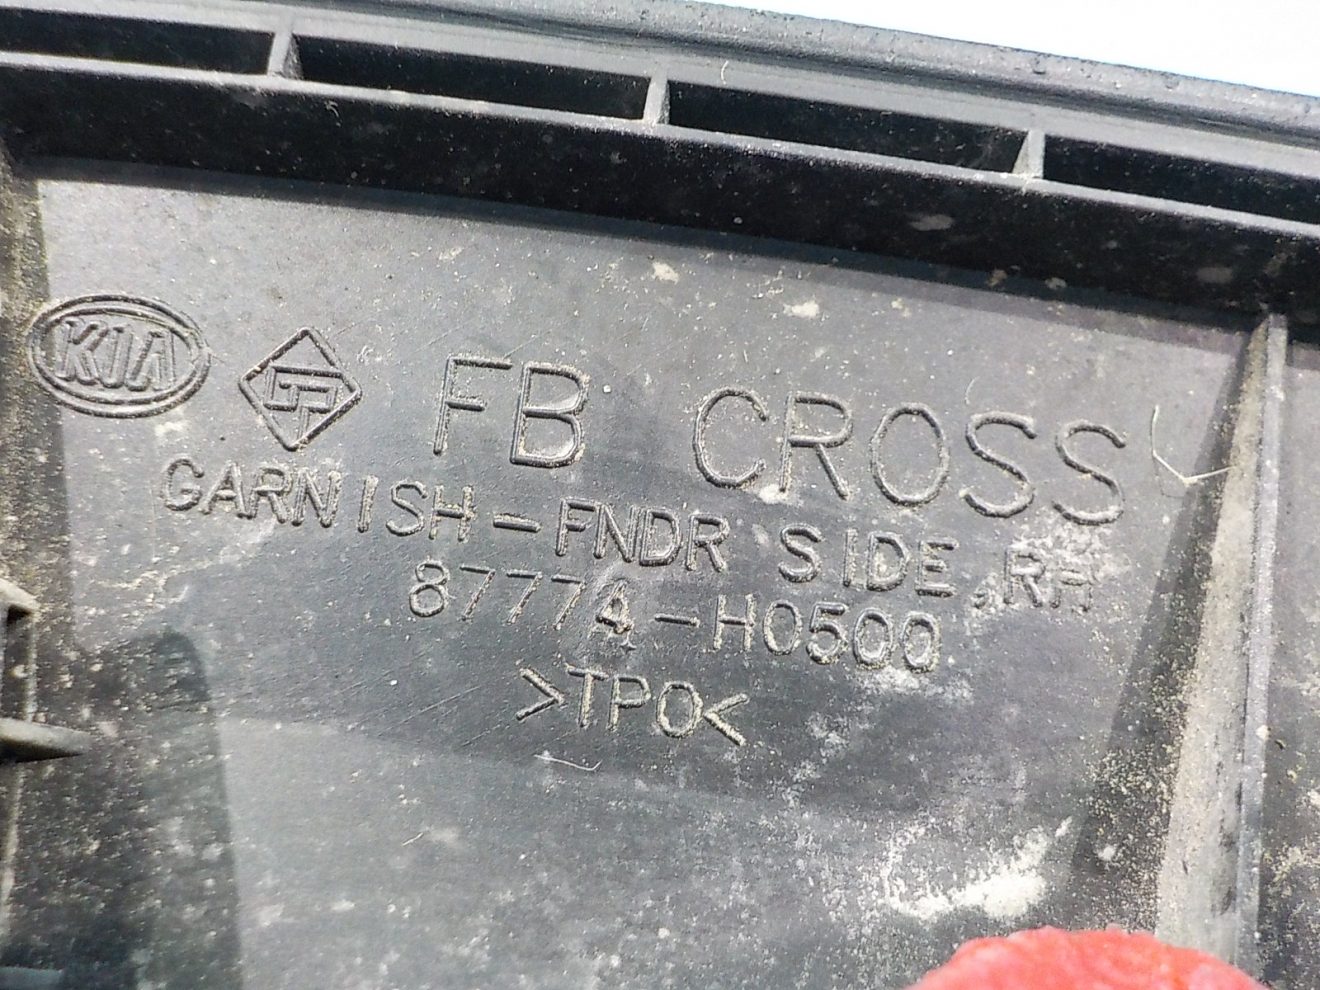 KIA
FB CROSS
GARNISH-FNDR SIDE, RH
87774-H0500
>TPO<